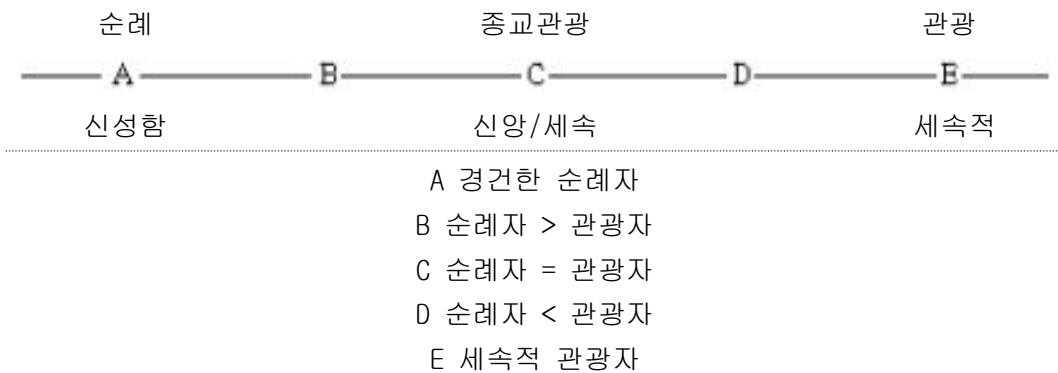 순례 종교관광 관광
A B C D E
신성함 신앙/세속 세속적
A 경건한 순례자
B 순례자 > 관광자
C 순례자 = 관광자
D 순례자 < 관광자
E 세속적 관광자